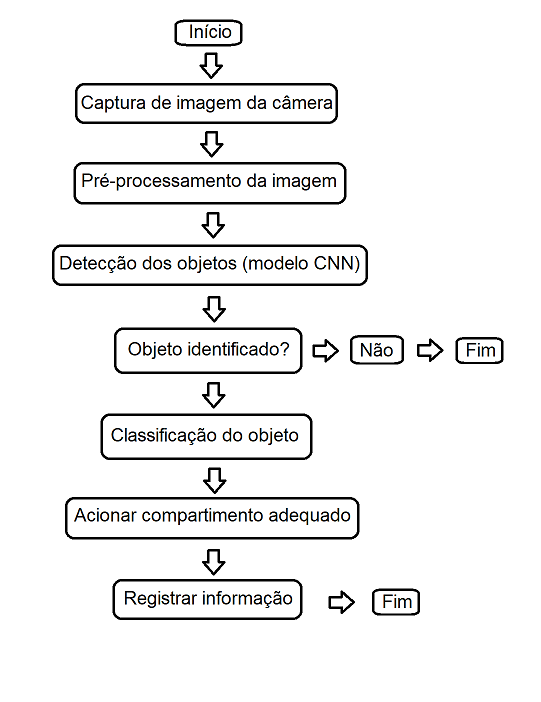 Início
Captura de imagem da câmera
Pré-processamento da imagem
Detecção dos objetos (modelo CNN)
Objeto identificado?
Não
Fim
Classificação do objeto
Acionar compartimento adequado
Registrar informação
Fim